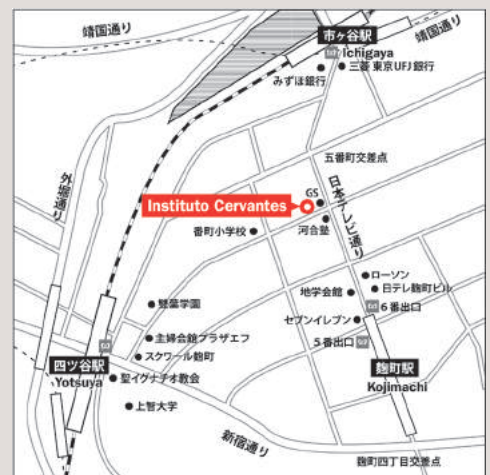 靖国通り
市ヶ谷駅
Ichigaya
靖国通り
みずほ銀行
三菱東京UFJ銀行
五番町交差点
外堀通り
日本テレビ通り
GS
Instituto Cervantes
番町小学校
河合塾
ローソン
日テレ麹町ビル
地学会館
6番出口
セブンイレブン
5番出口
雙葉学園
主婦会館プラザエフ
スクワール麹町
四ツ谷駅
Yotsuya
聖イグナチオ教会
麹町駅
Kojimachi
上智大学
新宿通り
麹町四丁目交差点